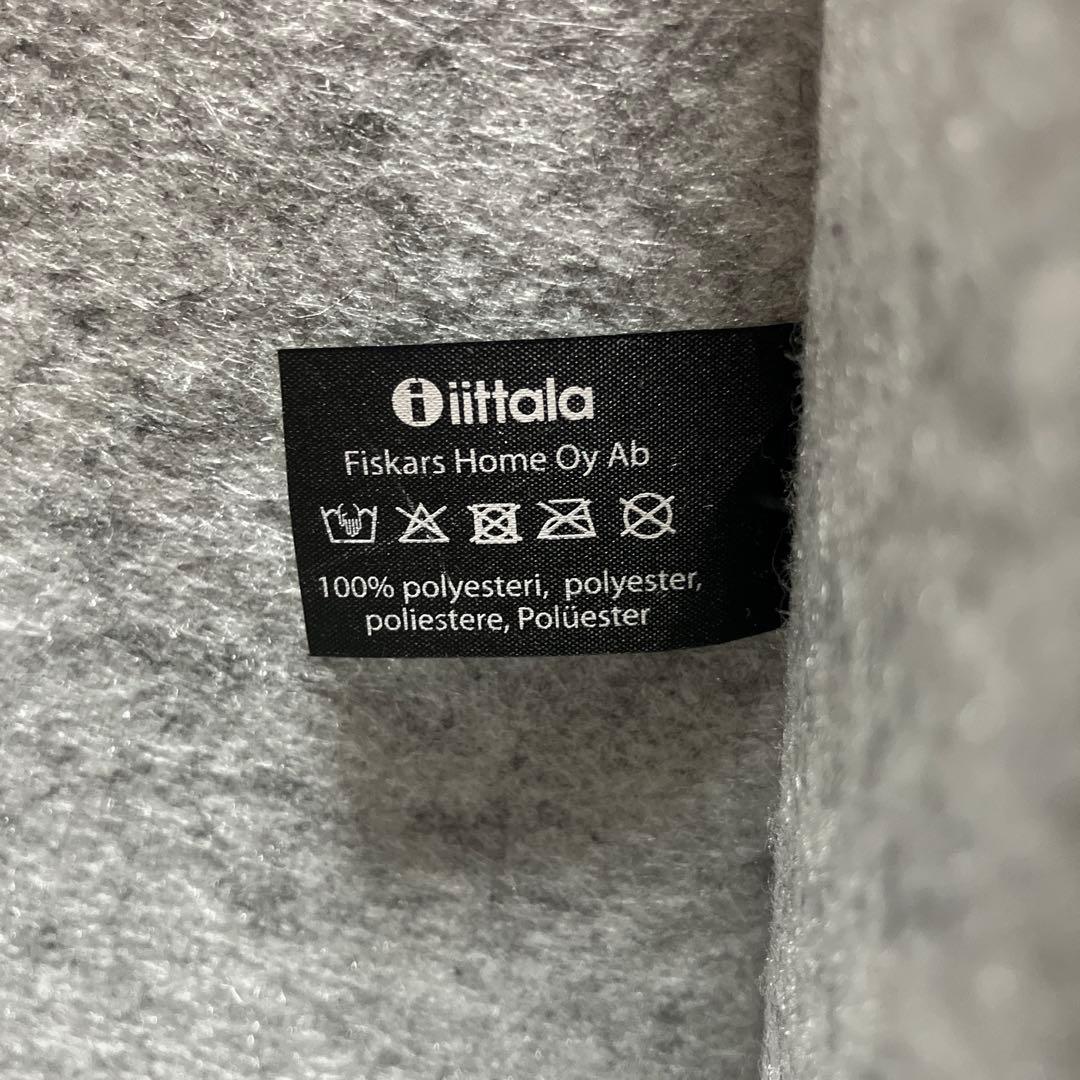 iittala
Fiskars Home Oy Ab
100% polyesteri, polyester,
poliestere, Polüester